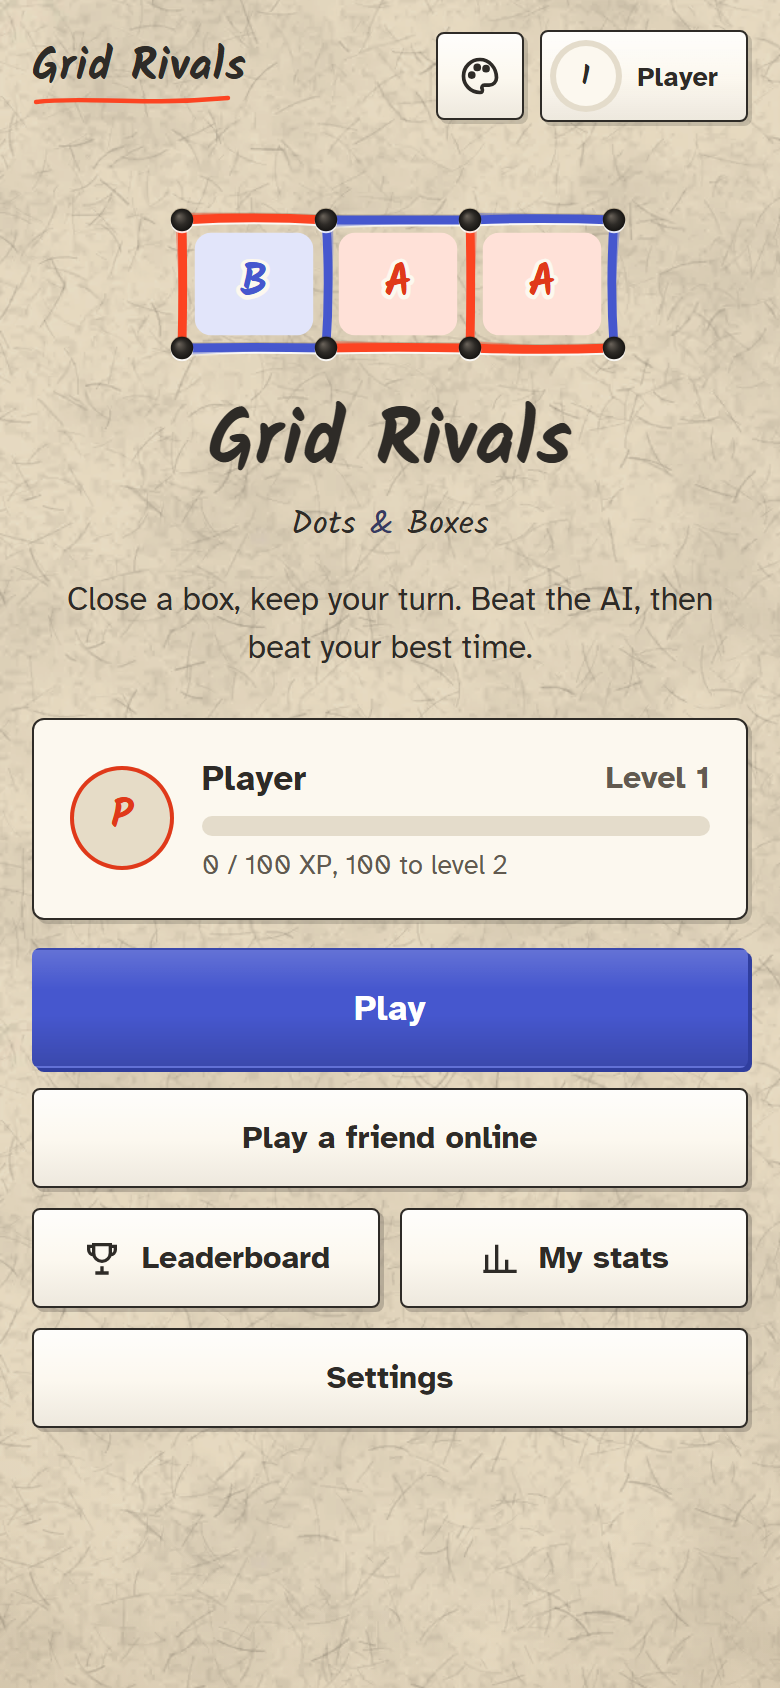 Grid Rivals
1 Player
B A A
Grid Rivals
Dots & Boxes
Close a box, keep your turn. Beat the AI, then
beat your best time.
P
Player Level 1
0 / 100 XP, 100 to level 2
Play
Play a friend online
Leaderboard My stats
Settings